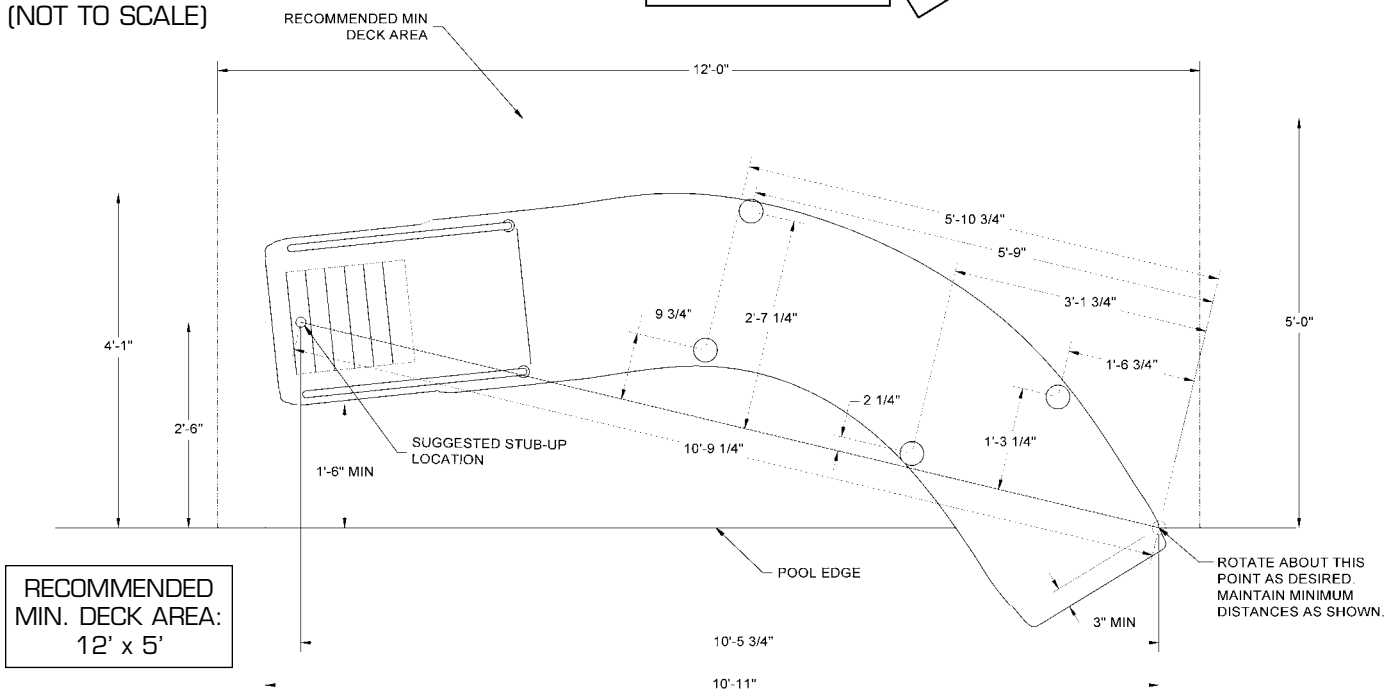 (NOT TO SCALE)
RECOMMENDED MIN
DECK AREA
12'-0"
5'-10 3/4"
5'-9"
3'-1 3/4"
1'-6 3/4"
5'-0"
4'-1"
9 3/4"
2'-7 1/4"
2 1/4"
1'-3 1/4"
2'-6"
SUGGESTED STUB-UP
LOCATION
10'-9 1/4"
1'-6" MIN
POOL EDGE
ROTATE ABOUT THIS
POINT AS DESIRED.
MAINTAIN MINIMUM
DISTANCES AS SHOWN.
3" MIN
RECOMMENDED
MIN. DECK AREA:
12' x 5'
10'-5 3/4"
10'-11"